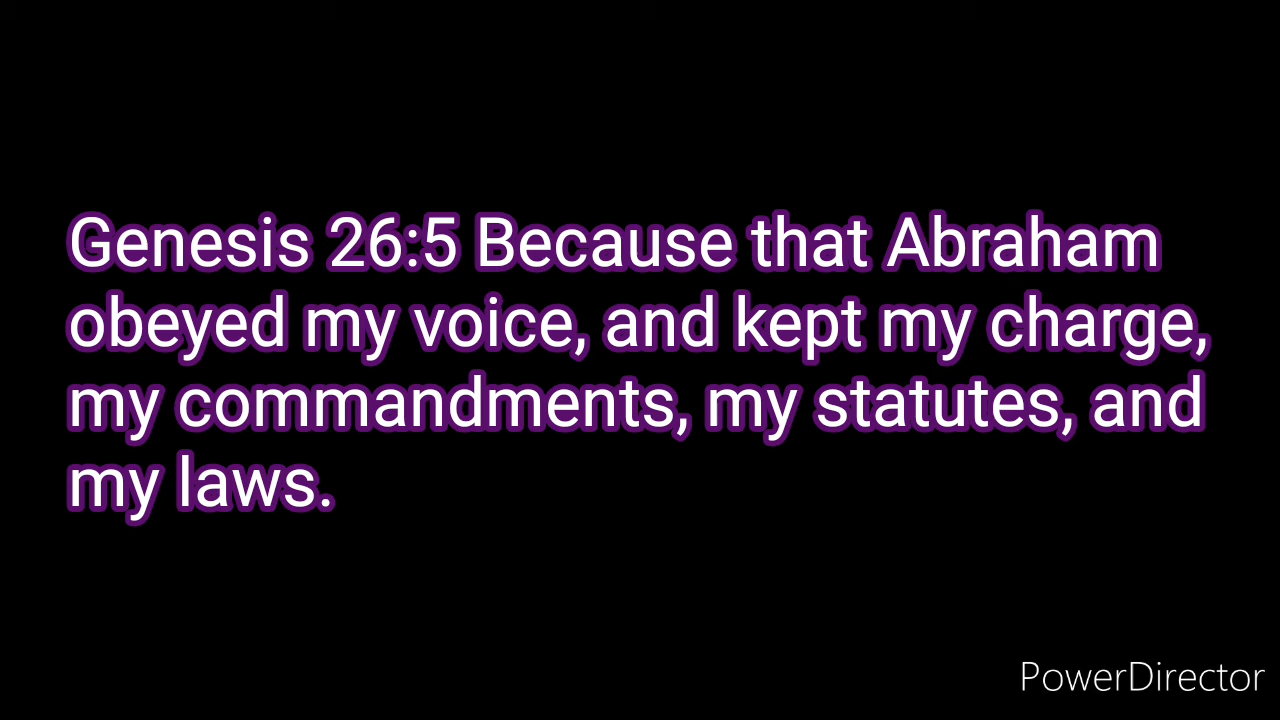 Genesis 26:5 Because that Abraham
obeyed my voice, and kept my charge,
my commandments, my statutes, and
my laws.
PowerDirector